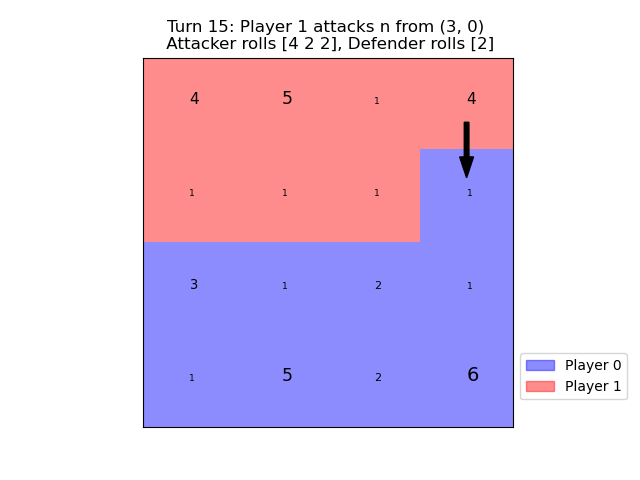 Turn 15: Player 1 attacks n from (3, 0)
Attacker rolls [4 2 2], Defender rolls [2]
4 5 1 4
1 1 1 1
3 1 2 1
1 5 2 6
Player 0
Player 1